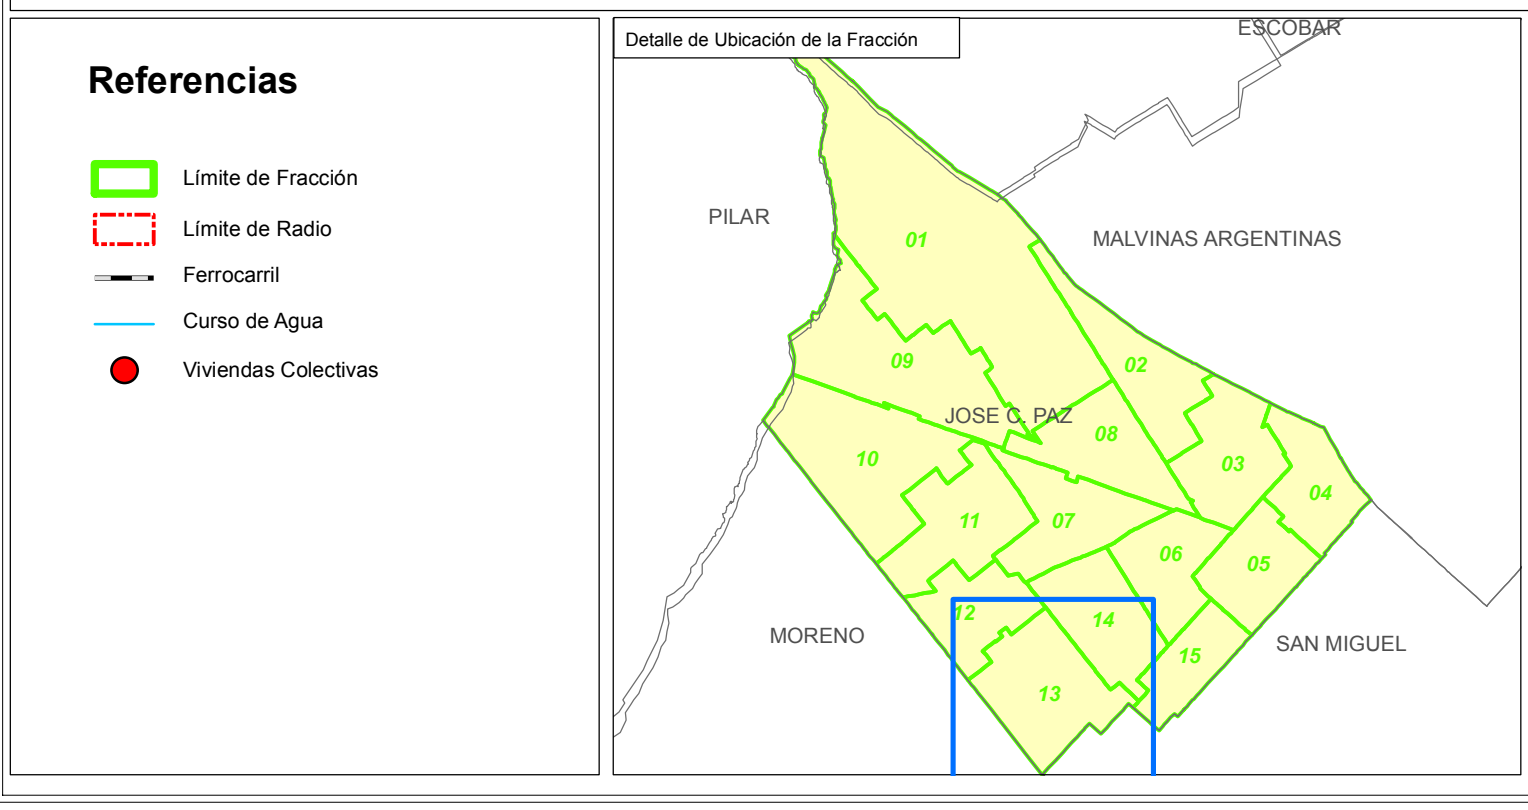 Referencias
Límite de Fracción
Límite de Radio
Ferrocarril
Curso de Agua
Viviendas Colectivas
Detalle de Ubicación de la Fracción
ESCOBAR
PILAR
MALVINAS ARGENTINAS
01
02
09
JOSE C. PAZ
08
10
03
04
11
07
06
05
12
14
MORENO
SAN MIGUEL
15
13